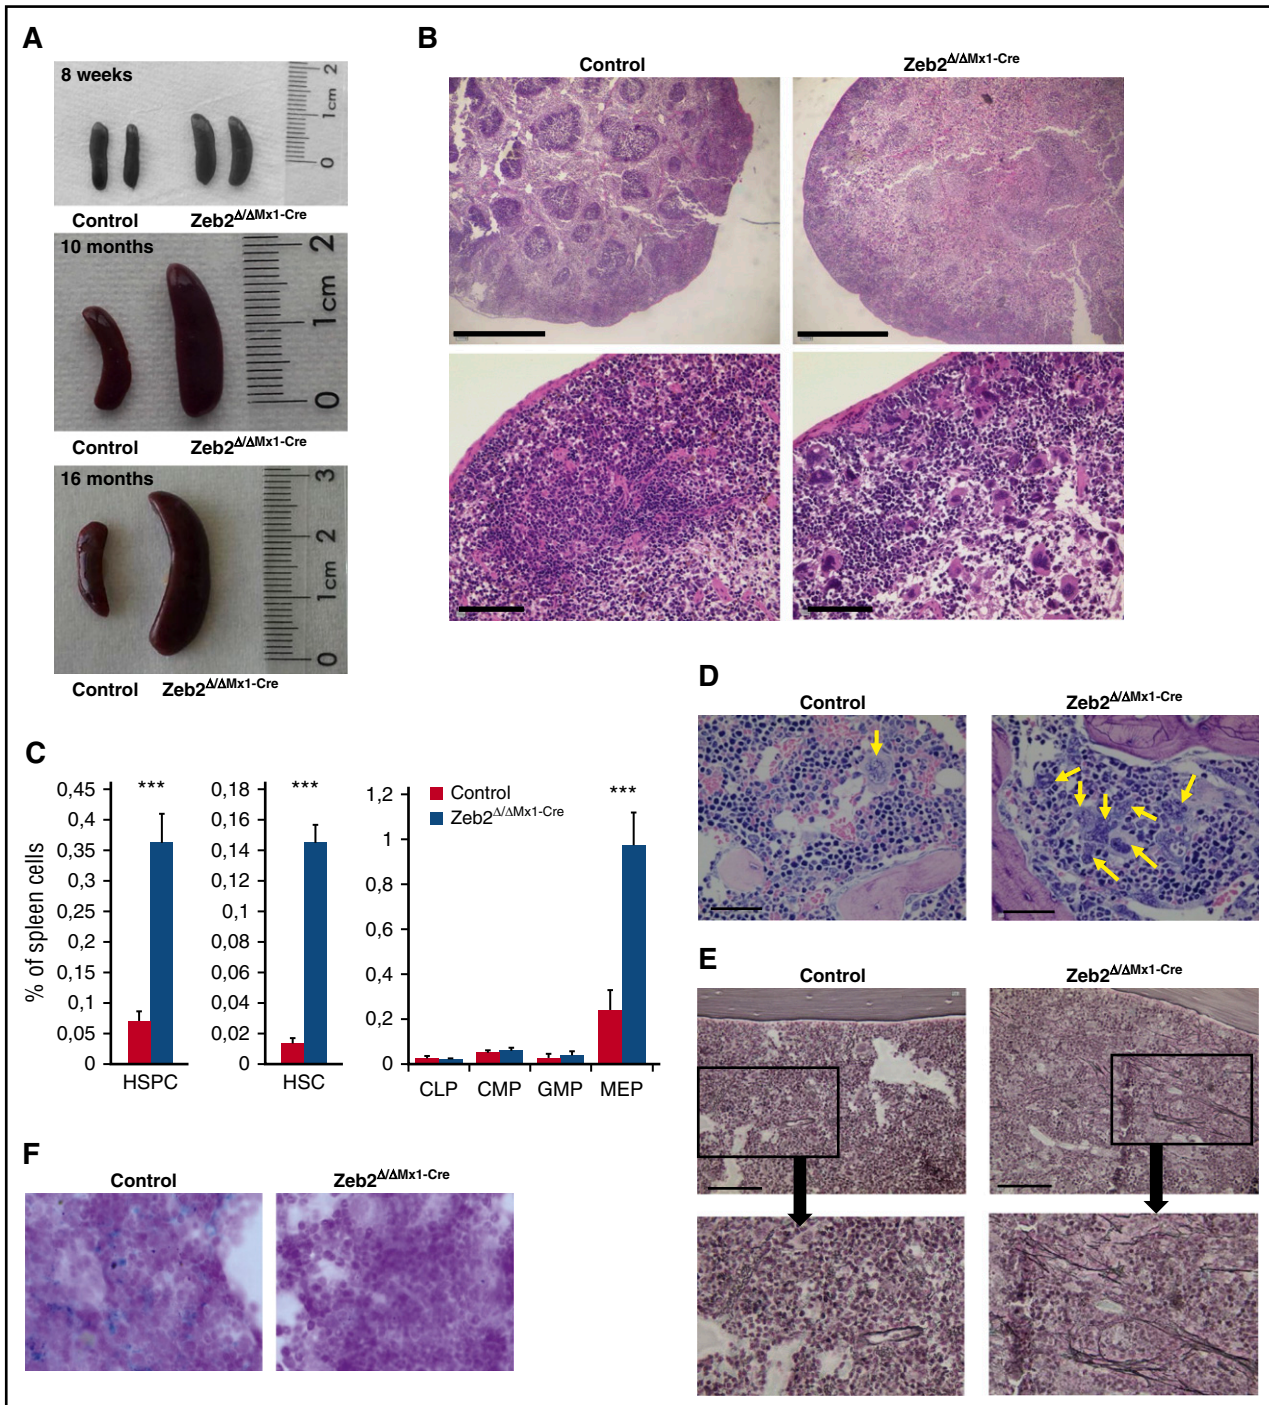 A
8 weeks
2
1cm
0
Control Zeb2Δ/ΔMx1-Cre
10 months
2
1cm
0
Control Zeb2Δ/ΔMx1-Cre
16 months
3
2
1cm
0
Control Zeb2Δ/ΔMx1-Cre
B
Control Zeb2Δ/ΔMx1-Cre
C
% of spleen cells
0,45
0,4
0,35
0,3
0,25
0,2
0,15
0,1
0,05
0
***
HSPC
0,18
0,16
0,14
0,12
0,1
0,08
0,06
0,04
0,02
0
***
HSC
1,2
1
0,8
0,6
0,4
0,2
0
Control
Zeb2Δ/ΔMx1-Cre
***
CLP CMP GMP MEP
D
Control Zeb2Δ/ΔMx1-Cre
E
Control Zeb2Δ/ΔMx1-Cre
F
Control Zeb2Δ/ΔMx1-Cre